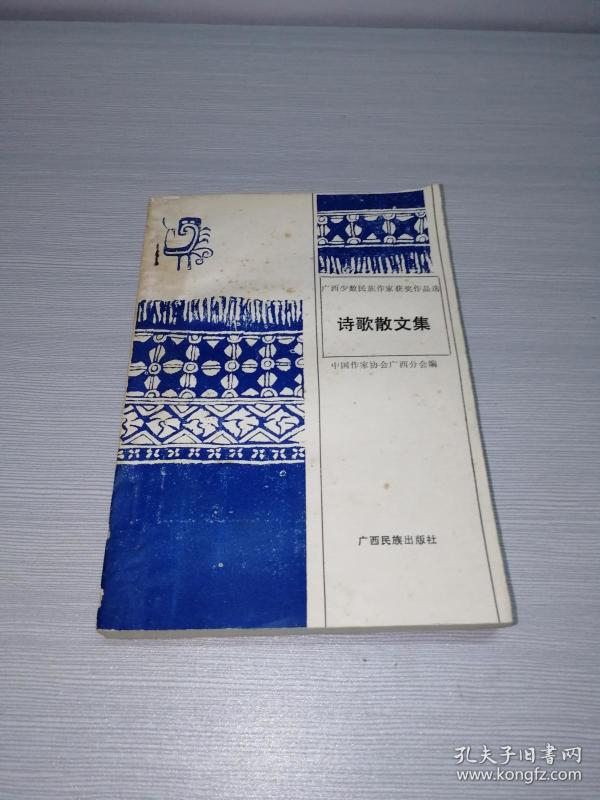 广西少数民族作家获奖作品选
诗歌散文集
中国作家协会广西分会编
广西民族出版社
孔夫子旧书网
www.kongfz.com